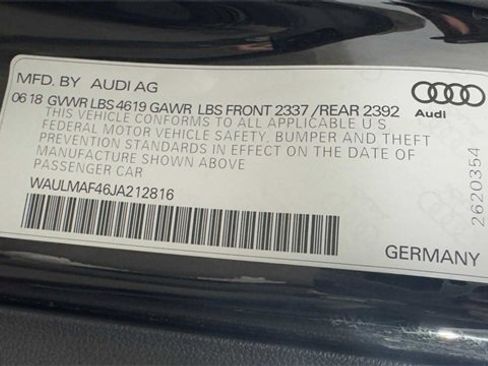 MFD. BY AUDI AG
06 18 GVWR LBS 4619 GAWR LBS FRONT 2337 / REAR 2392
THIS VEHICLE CONFORMS TO ALL APPLICABLE U S
FEDERAL MOTOR VEHICLE SAFETY, BUMPER AND THEFT
PREVENTION STANDARDS IN EFFECT ON THE DATE OF
MANUFACTURE SHOWN ABOVE
PASSENGER CAR
WAULMAF46JA212816
Audi
2620354
GERMANY